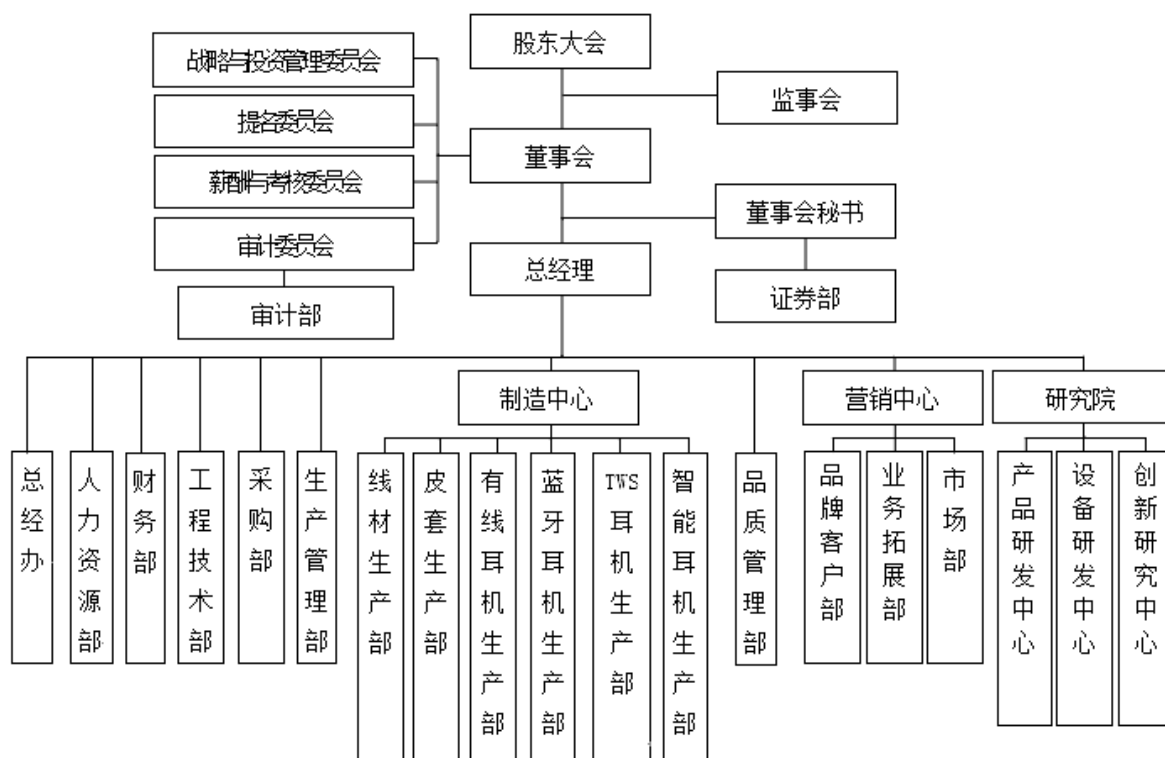 股东大会
战略与投资管理委员会
监事会
提名委员会
董事会
薪酬与考核委员会
董事会秘书
审计委员会
总经理
证券部
审计部
制造中心
营销中心
研究院
总经办
人力资源部
财务部
工程技术部
采购部
生产管理部
线材生产部
皮套生产部
有线耳机生产部
蓝牙耳机生产部
TWS耳机生产部
智能耳机生产部
品质管理部
品牌客户部
业务拓展部
市场部
产品研发中心
设备研发中心
创新研究中心